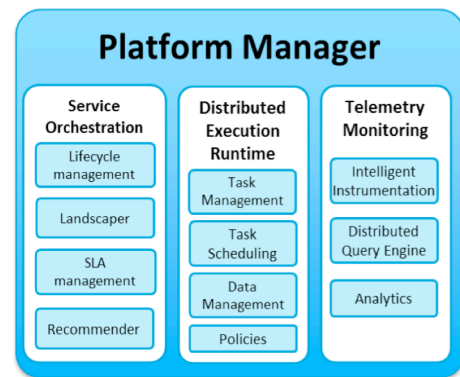 Platform Manager
Service
Orchestration
Lifecycle
management
Landscaper
SLA
management
Recommender
Distributed
Execution
Runtime
Task
Management
Task
Scheduling
Data
Management
Policies
Telemetry
Monitoring
Intelligent
Instrumentation
Distributed
Query Engine
Analytics